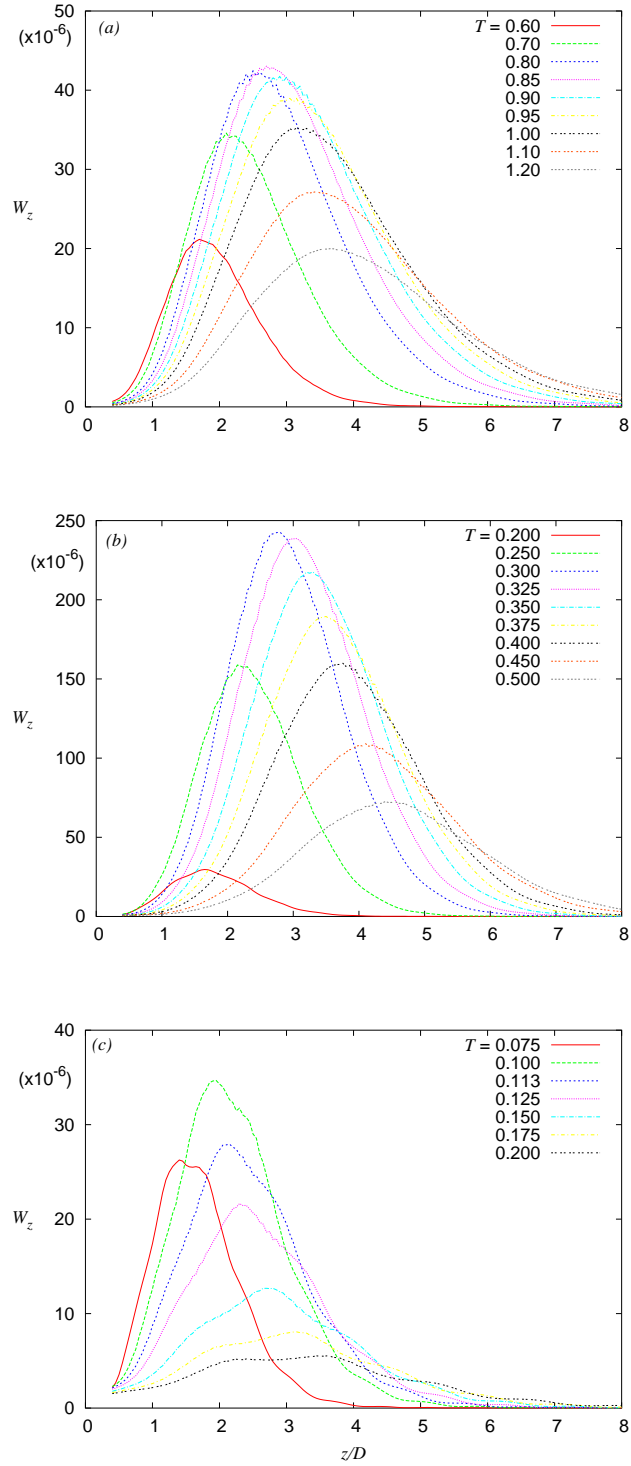 (a)
(x10-6)
50
40
30
20
10
0
Wz
T = 0.60
0.70
0.80
0.85
0.90
0.95
1.00
1.10
1.20
0 1 2 3 4 5 6 7 8
(b)
(x10-6)
250
200
150
100
50
0
Wz
T = 0.200
0.250
0.300
0.325
0.350
0.375
0.400
0.450
0.500
0 1 2 3 4 5 6 7 8
(c)
(x10-6)
40
30
20
10
0
Wz
T = 0.075
0.100
0.113
0.125
0.150
0.175
0.200
0 1 2 3 4 5 6 7 8
z/D